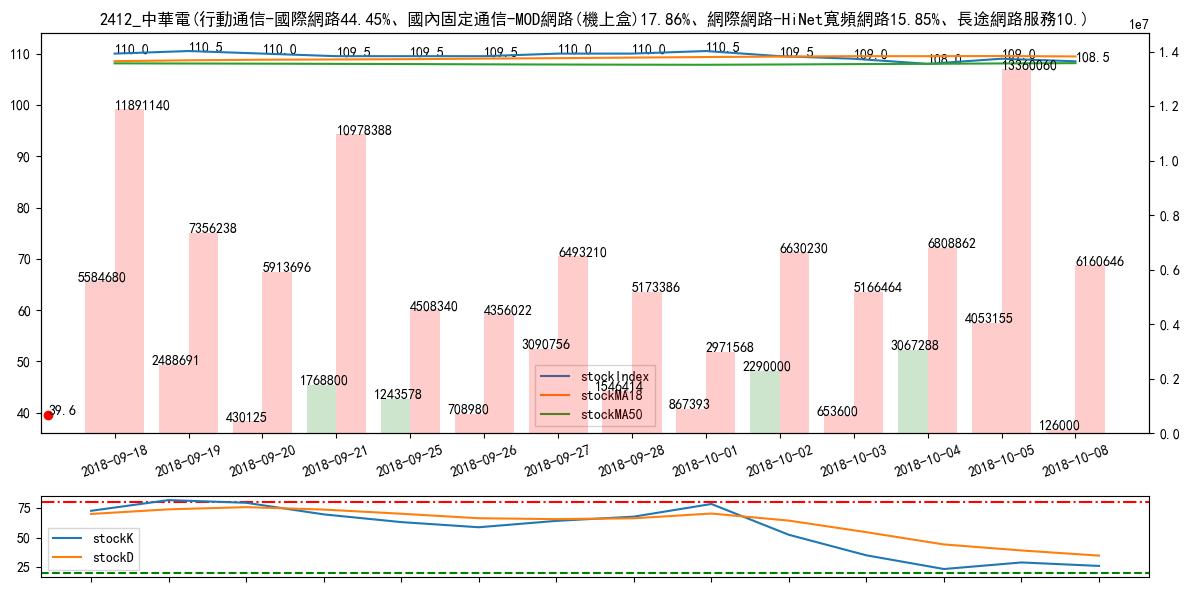 2412_中華電(行動通信-國際網路44.45%、國內固定通信-MOD網路(機上盒)17.86%、網際網路-HiNet寬頻網路15.85%、長途網路服務10.)
1e7
110.0 110.5 110.0 109.5 109.5 109.5 110.0 110.0 110.5 109.5 109.0 108.0 109.0 108.5
110
100
90
80
70
60
50
40
1.4
1.2
1.0
0.8
0.6
0.4
0.2
0.0
11891140 7356238 5913696 10978388 4508340 4356022 6493210 5173386 2971568 6630230 5166464 6808862 13360060 6160646
5584680 2488691 430125 1768800 1243578 708980 3090756 1546414 867393 2290000 653600 3067288 4053155 126000
39.6
stockIndex
stockMA18
stockMA50
2018-09-18 2018-09-19 2018-09-20 2018-09-21 2018-09-25 2018-09-26 2018-09-27 2018-09-28 2018-10-01 2018-10-02 2018-10-03 2018-10-04 2018-10-05 2018-10-08
75
50
25
stockK
stockD